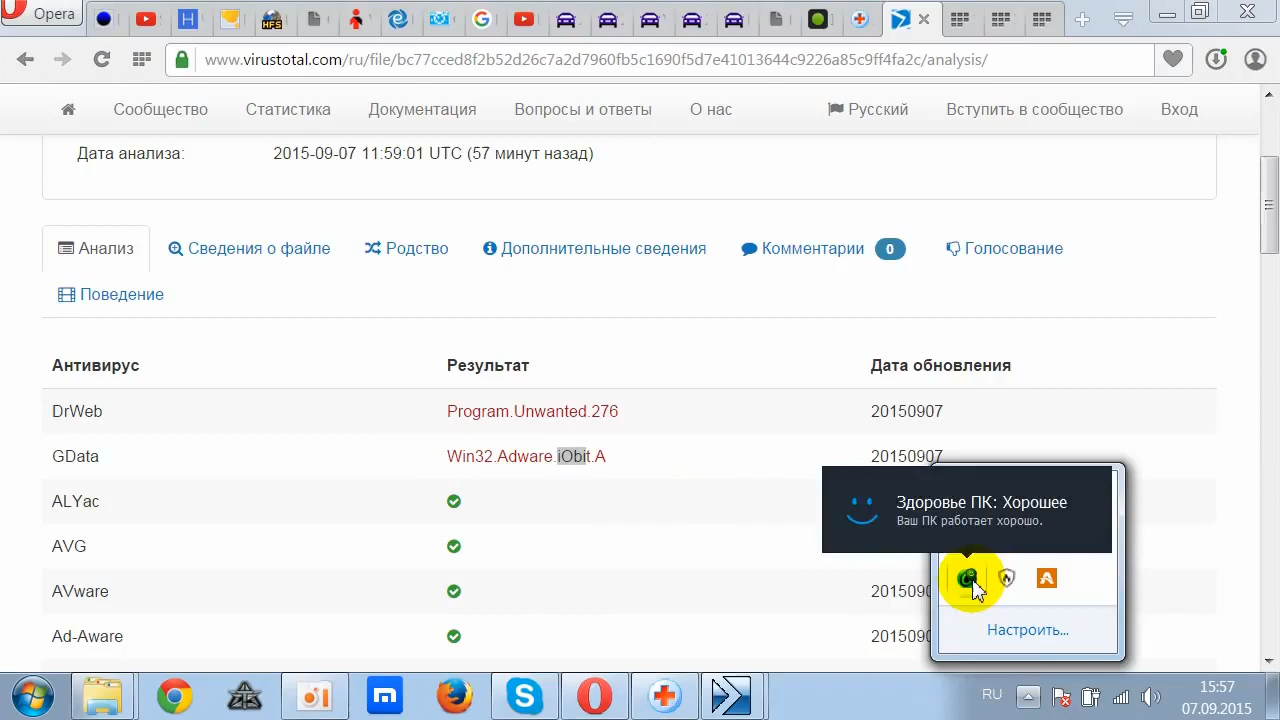 Opera
www.virustotal.com/ru/file/bc77cced8f2b52d26c7a2d7960fb5c1690f5d7e41013644c9226a85c9ff4fa2c/analysis/
Сообщество Статистика Документация Вопросы и ответы О нас Русский Вступить в сообщество Вход
Дата анализа: 2015-09-07 11:59:01 UTC (57 минут назад)
Анализ Сведения о файле Родство Дополнительные сведения Комментарии 0 Голосование
Поведение
Антивирус Результат Дата обновления
DrWeb Program.Unwanted.276 20150907
GData Win32.Adware.iObit.A 20150907
ALYac
Здоровье ПК: Хорошее
Ваш ПК работает хорошо.
AVG
AVware
Ad-Aware
Настроить...
RU
15:57
07.09.2015